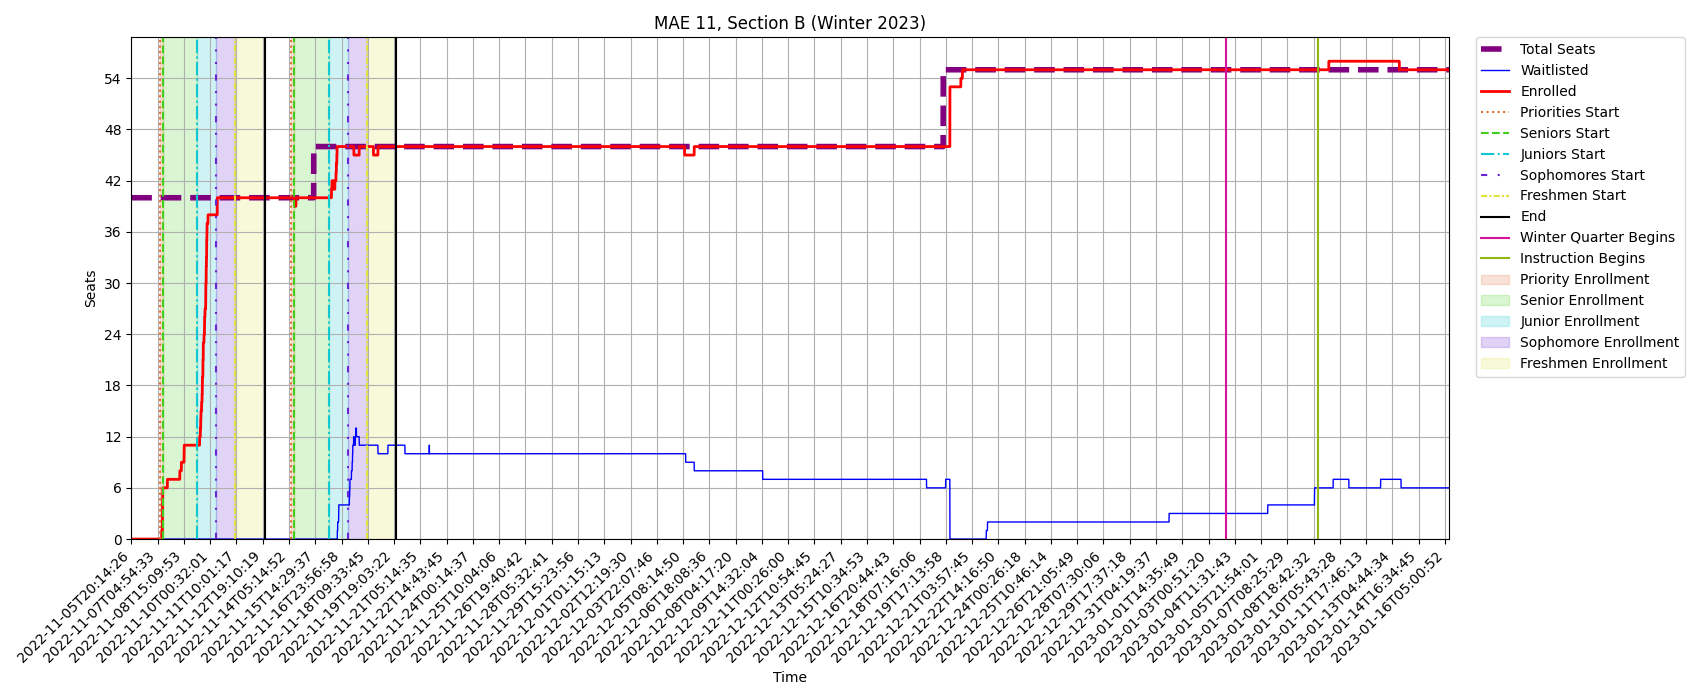 MAE 11, Section B (Winter 2023)
Seats
54
48
42
36
30
24
18
12
6
0
2022-11-05T20:14:26
2022-11-07T04:54:33
2022-11-08T15:09:53
2022-11-10T00:32:01
2022-11-11T10:01:17
2022-11-12T19:10:19
2022-11-14T05:14:52
2022-11-15T14:29:37
2022-11-16T23:56:58
2022-11-18T09:33:45
2022-11-19T19:03:22
2022-11-21T05:14:35
2022-11-22T14:43:45
2022-11-24T00:14:37
2022-11-25T10:04:06
2022-11-26T19:40:42
2022-11-28T05:32:41
2022-11-29T15:23:56
2022-12-01T01:15:13
2022-12-02T12:19:30
2022-12-03T22:07:46
2022-12-05T08:14:50
2022-12-06T18:08:36
2022-12-08T04:17:20
2022-12-09T14:32:04
2022-12-11T00:26:00
2022-12-12T10:54:45
2022-12-13T05:24:27
2022-12-15T10:34:53
2022-12-16T20:44:43
2022-12-18T07:16:09
2022-12-19T17:13:58
2022-12-21T03:57:45
2022-12-22T14:16:50
2022-12-24T00:26:18
2022-12-25T10:46:14
2022-12-26T21:05:49
2022-12-28T07:30:06
2022-12-29T17:37:18
2022-12-31T04:19:37
2023-01-01T14:35:49
2023-01-03T00:51:20
2023-01-04T11:31:43
2023-01-05T21:54:01
2023-01-07T08:25:29
2023-01-08T18:42:32
2023-01-10T05:43:28
2023-01-11T17:46:13
2023-01-13T04:44:34
2023-01-14T16:34:45
2023-01-16T05:00:52
Time
Total Seats
Waitlisted
Enrolled
Priorities Start
Seniors Start
Juniors Start
Sophomores Start
Freshmen Start
End
Winter Quarter Begins
Instruction Begins
Priority Enrollment
Senior Enrollment
Junior Enrollment
Sophomore Enrollment
Freshmen Enrollment